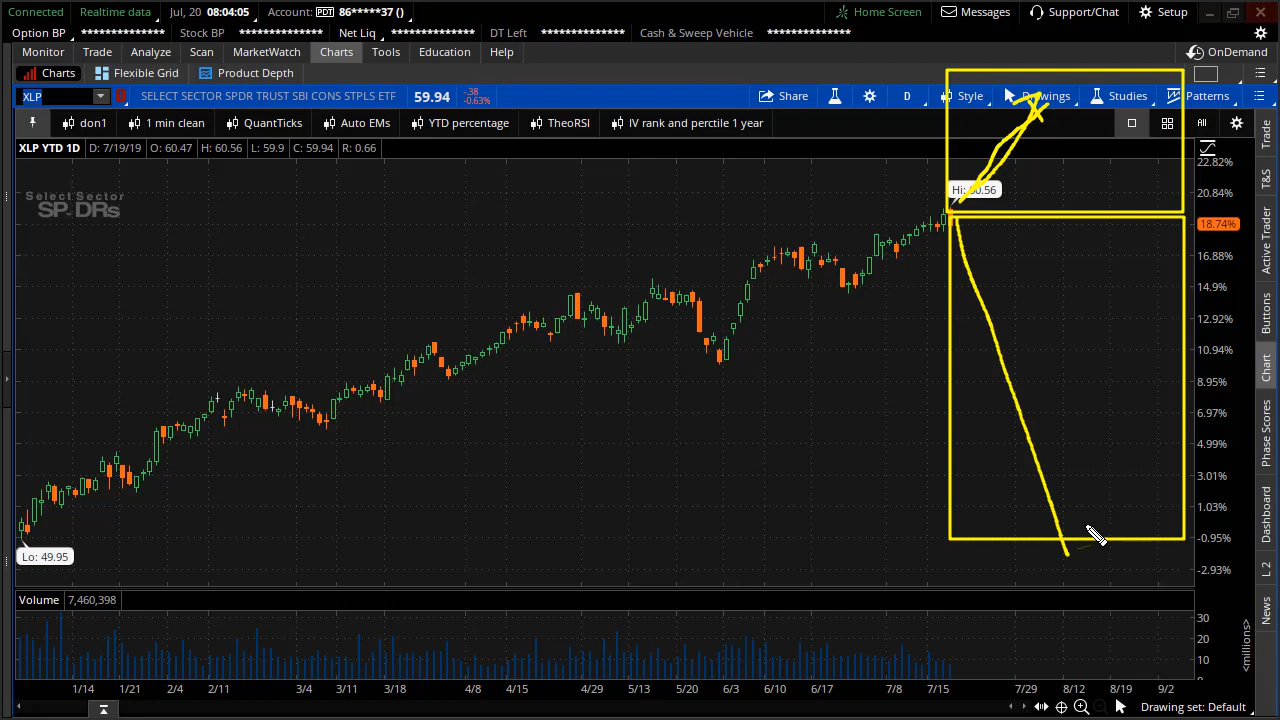 Connected Realtime data Jul, 20 08:04:05 Account: PDT 86*****37 () Home Screen Messages Support/Chat Setup
Option BP ************** Stock BP ************** Net Liq ************** DT Left ************** Cash & Sweep Vehicle **************
Monitor Trade Analyze Scan MarketWatch Charts Tools Education Help OnDemand
Charts Flexible Grid Product Depth
XLP SELECT SECTOR SPDR TRUST SBI CONS STPLS ETF 59.94 -.38 -0.63% Share D Style Drawings Studies Patterns
don1 1 min clean QuanTicks Auto EMs YTD percentage TheoRSI IV rank and perctile 1 year All
XLP YTD 1D D: 7/19/19 O: 60.47 H: 60.56 L: 59.9 C: 59.94 R: 0.66
Select Sector
SPDRs
Hi: 60.56
Lo: 49.95
22.82%
20.84%
18.74%
16.88%
14.9%
12.92%
10.94%
8.95%
6.97%
4.99%
3.01%
1.03%
-0.95%
-2.93%
Volume 7,460,398
30
20
10
<millions>
1/14 1/21 2/4 2/11 3/4 3/11 3/18 4/8 4/15 4/29 5/13 5/20 6/3 6/10 6/17 7/8 7/15 7/29 8/12 8/19 9/2
Drawing set: Default
Trade
T&S
Active Trader
Buttons
Chart
Phase Scores
Dashboard
L 2
News